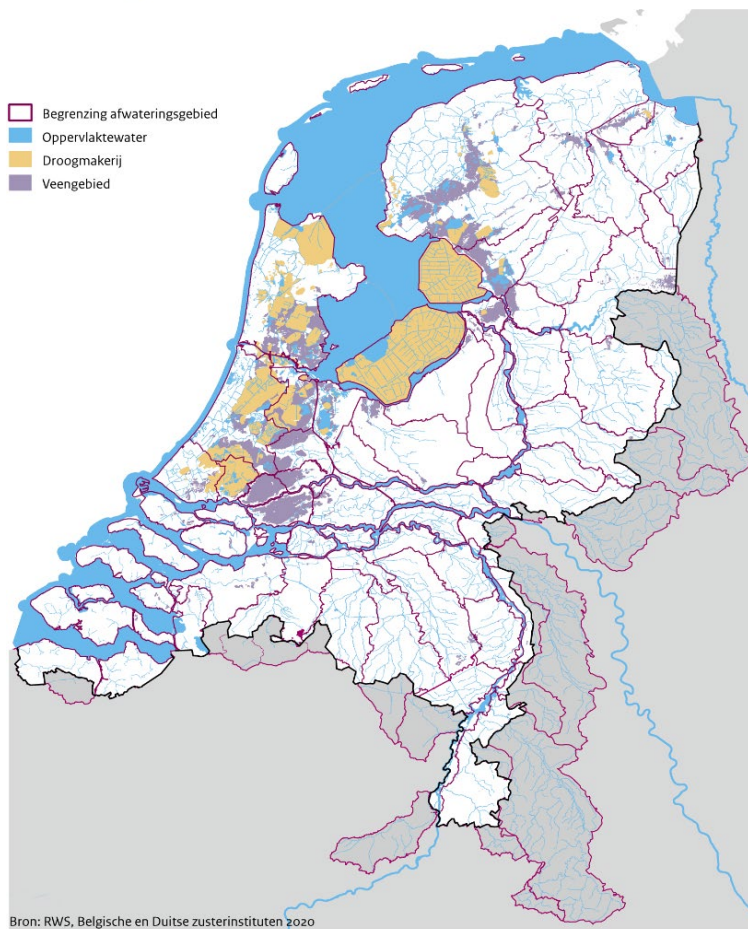 Begrenzing afwateringsgebied
Oppervlaktewater
Droogmakerij
Veengebied
Bron: RWS, Belgische en Duitse zusterinstituten 2020